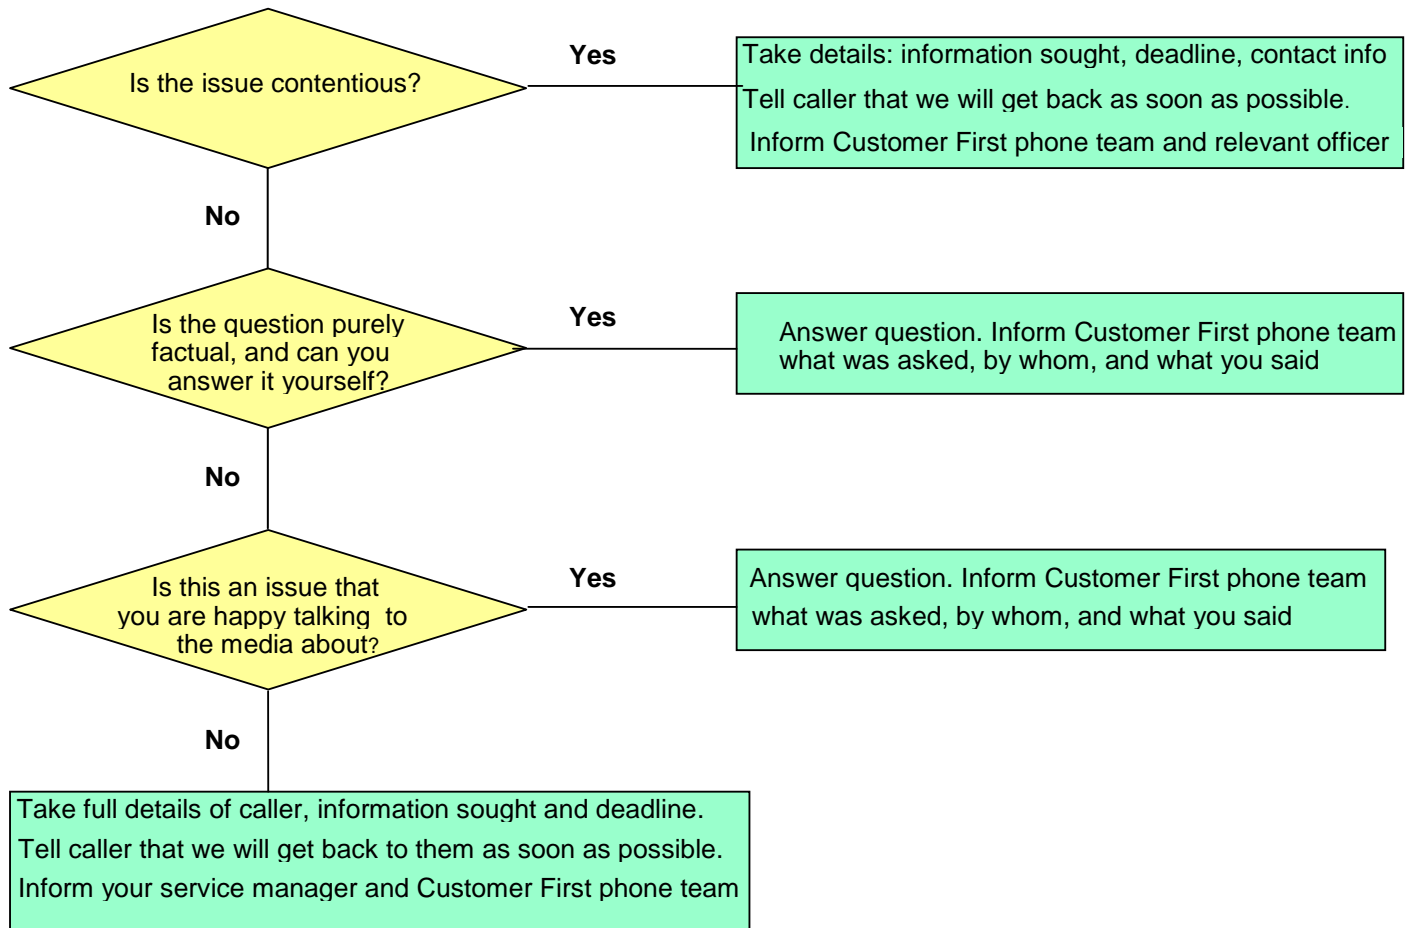 Is the issue contentious?
Yes
Take details: information sought, deadline, contact info
Tell caller that we will get back as soon as possible.
Inform Customer First phone team and relevant officer
No
Is the question purely
factual, and can you
answer it yourself?
Yes
Answer question. Inform Customer First phone team
what was asked, by whom, and what you said
No
Is this an issue that
you are happy talking to
the media about?
Yes
Answer question. Inform Customer First phone team
what was asked, by whom, and what you said
No
Take full details of caller, information sought and deadline.
Tell caller that we will get back to them as soon as possible.
Inform your service manager and Customer First phone team